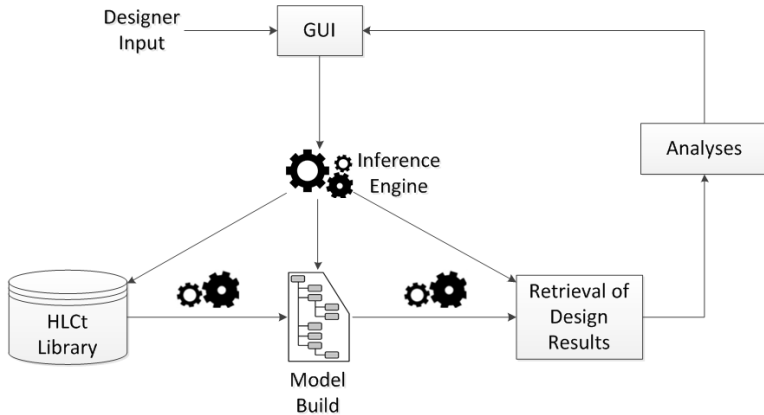 Designer
Input
GUI
Inference
Engine
Analyses
HLCt
Library
Model
Build
Retrieval of
Design
Results